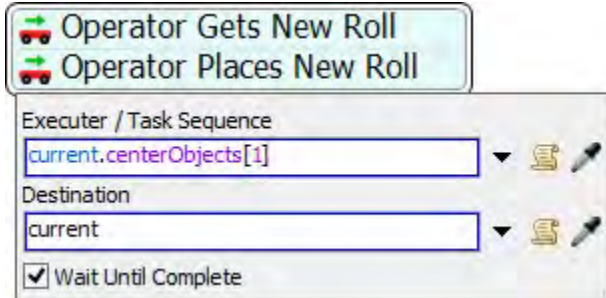 Operator Gets New Roll
Operator Places New Roll
Executer / Task Sequence
current.centerObjects[1]
Destination
current
Wait Until Complete